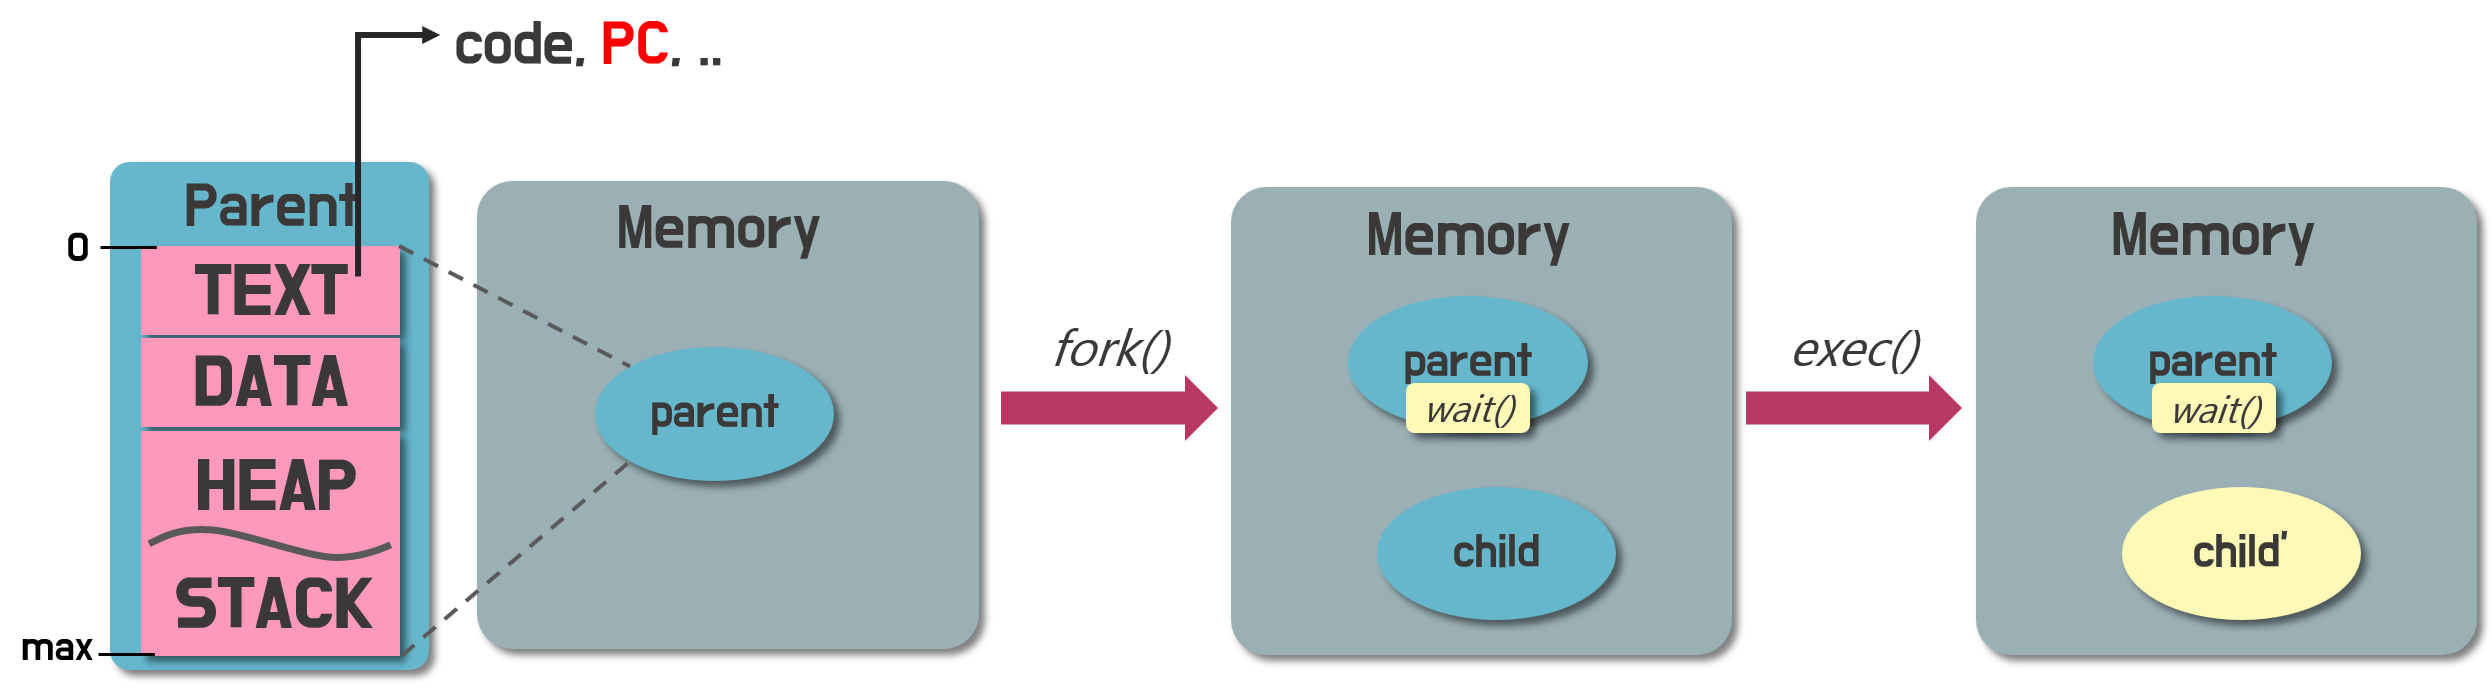 code, PC, ..
Parent
0
TEXT
DATA
HEAP
STACK
max
Memory
parent
fork()
Memory
parent
wait()
child
exec()
Memory
parent
wait()
child'